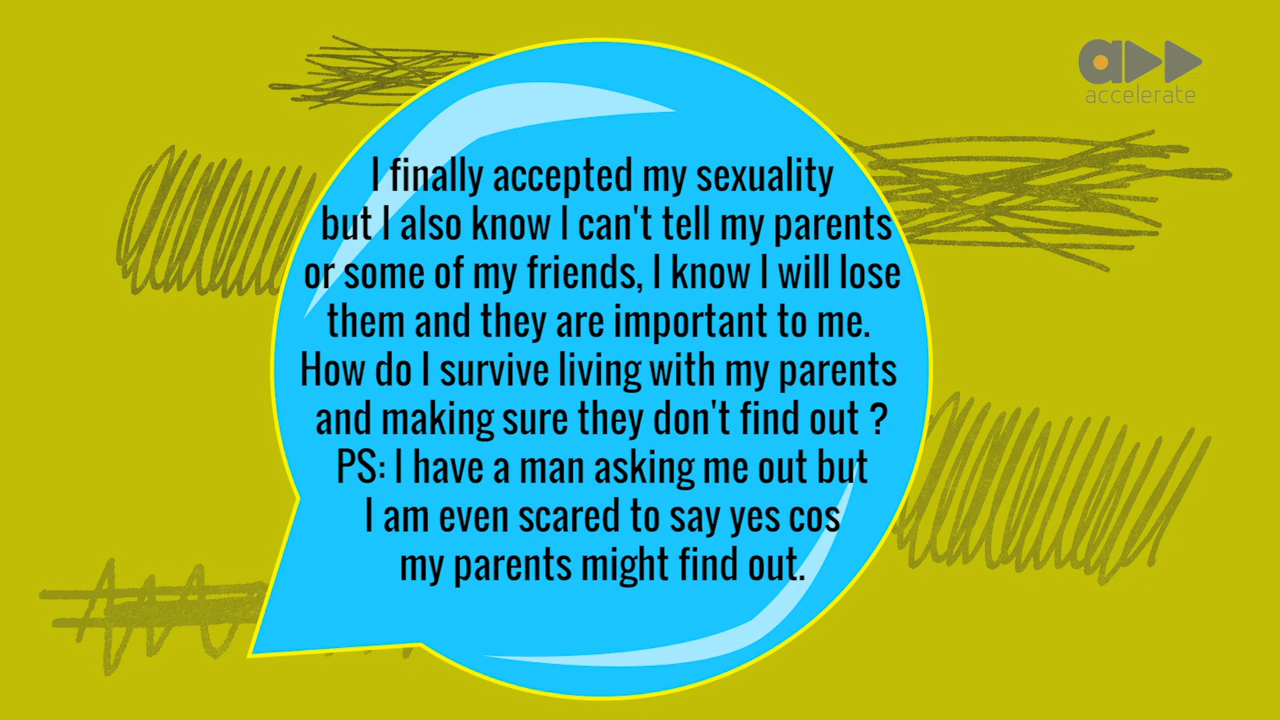 accelerate
I finally accepted my sexuality
but I also know I can't tell my parents
or some of my friends, I know I will lose
them and they are important to me.
How do I survive living with my parents
and making sure they don't find out ?
PS: I have a man asking me out but
I am even scared to say yes cos
my parents might find out.